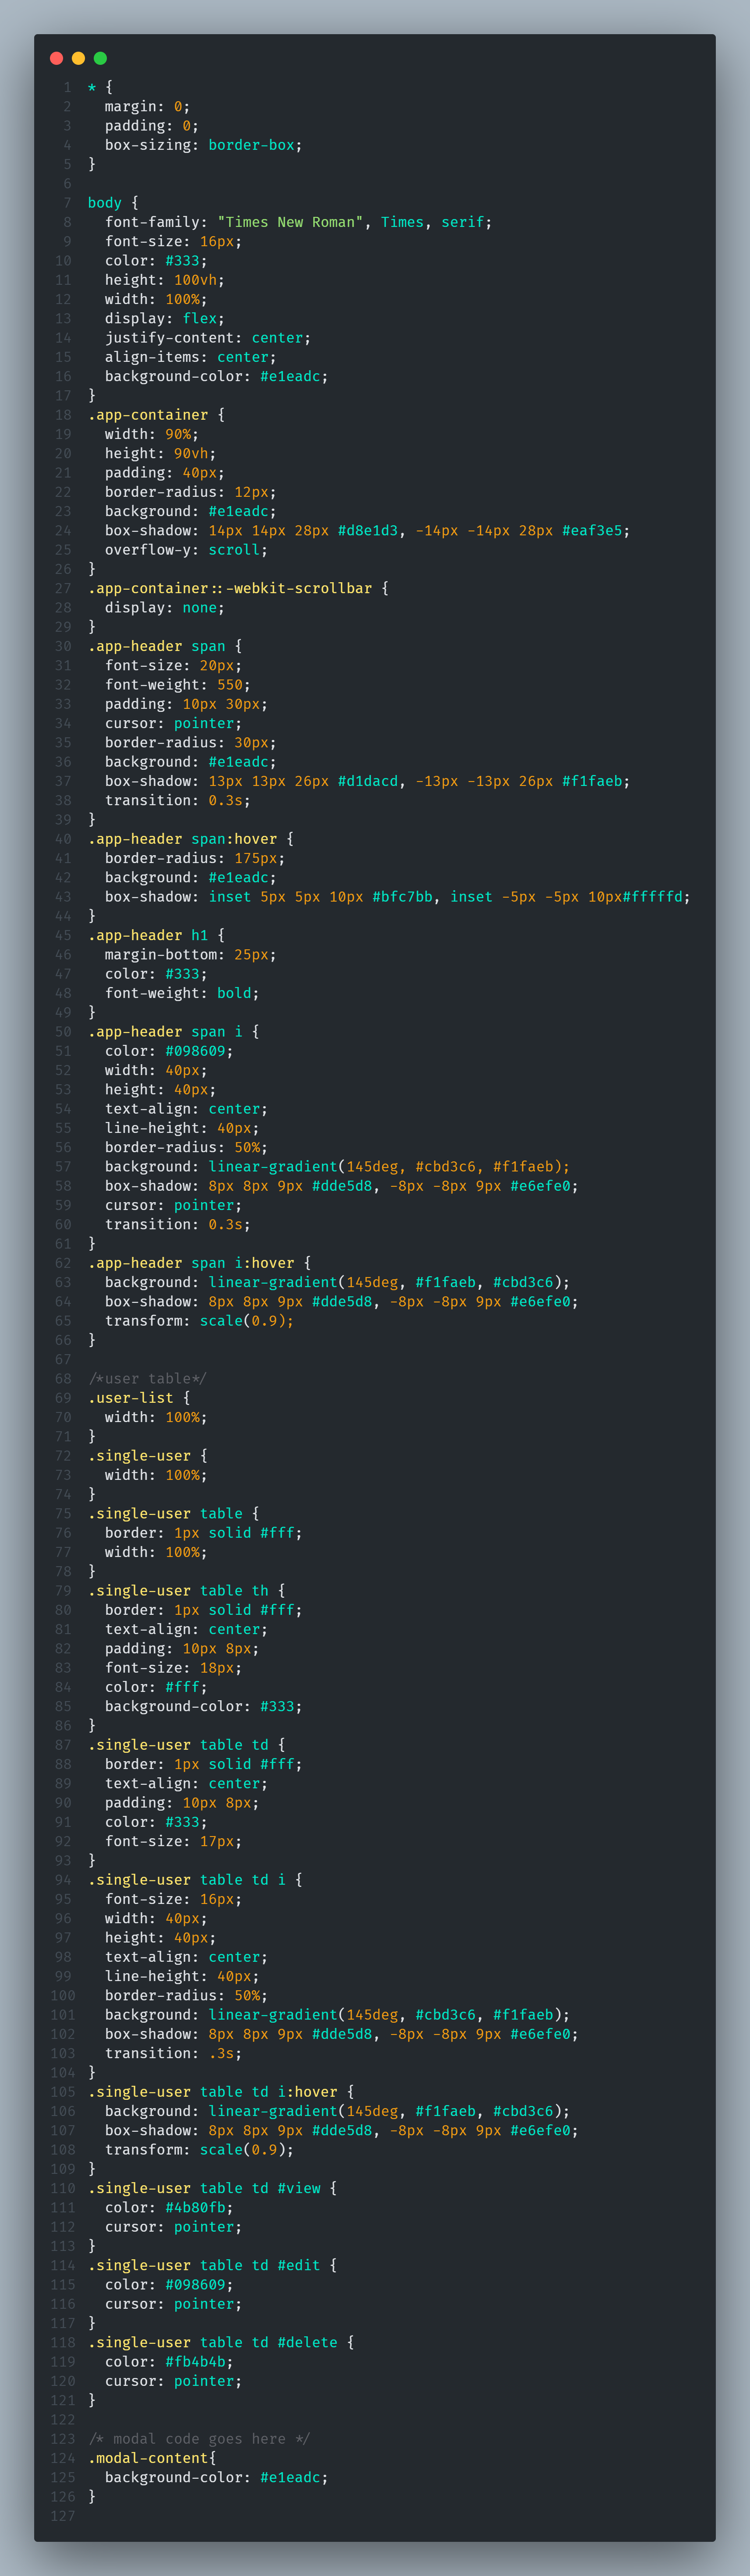 1 * {
2   margin: 0;
3   padding: 0;
4   box-sizing: border-box;
5 }
6
7 body {
8   font-family: "Times New Roman", Times, serif;
9   font-size: 16px;
10   color: #333;
11   height: 100vh;
12   width: 100%;
13   display: flex;
14   justify-content: center;
15   align-items: center;
16   background-color: #e1eadc;
17 }
18 .app-container {
19   width: 90%;
20   height: 90vh;
21   padding: 40px;
22   border-radius: 12px;
23   background: #e1eadc;
24   box-shadow: 14px 14px 28px #d8e1d3, -14px -14px 28px #eaf3e5;
25   overflow-y: scroll;
26 }
27 .app-container::-webkit-scrollbar {
28   display: none;
29 }
30 .app-header span {
31   font-size: 20px;
32   font-weight: 550;
33   padding: 10px 30px;
34   cursor: pointer;
35   border-radius: 30px;
36   background: #e1eadc;
37   box-shadow: 13px 13px 26px #d1dacd, -13px -13px 26px #f1faeb;
38   transition: 0.3s;
39 }
40 .app-header span:hover {
41   border-radius: 175px;
42   background: #e1eadc;
43   box-shadow: inset 5px 5px 10px #bfc7bb, inset -5px -5px 10px#fffffd;
44 }
45 .app-header h1 {
46   margin-bottom: 25px;
47   color: #333;
48   font-weight: bold;
49 }
50 .app-header span i {
51   color: #098609;
52   width: 40px;
53   height: 40px;
54   text-align: center;
55   line-height: 40px;
56   border-radius: 50%;
57   background: linear-gradient(145deg, #cbd3c6, #f1faeb);
58   box-shadow: 8px 8px 9px #dde5d8, -8px -8px 9px #e6efe0;
59   cursor: pointer;
60   transition: 0.3s;
61 }
62 .app-header span i:hover {
63   background: linear-gradient(145deg, #f1faeb, #cbd3c6);
64   box-shadow: 8px 8px 9px #dde5d8, -8px -8px 9px #e6efe0;
65   transform: scale(0.9);
66 }
67
68 /*user table*/
69 .user-list {
70   width: 100%;
71 }
72 .single-user {
73   width: 100%;
74 }
75 .single-user table {
76   border: 1px solid #fff;
77   width: 100%;
78 }
79 .single-user table th {
80   border: 1px solid #fff;
81   text-align: center;
82   padding: 10px 8px;
83   font-size: 18px;
84   color: #fff;
85   background-color: #333;
86 }
87 .single-user table td {
88   border: 1px solid #fff;
89   text-align: center;
90   padding: 10px 8px;
91   color: #333;
92   font-size: 17px;
93 }
94 .single-user table td i {
95   font-size: 16px;
96   width: 40px;
97   height: 40px;
98   text-align: center;
99   line-height: 40px;
100   border-radius: 50%;
101   background: linear-gradient(145deg, #cbd3c6, #f1faeb);
102   box-shadow: 8px 8px 9px #dde5d8, -8px -8px 9px #e6efe0;
103   transition: .3s;
104 }
105 .single-user table td i:hover {
106   background: linear-gradient(145deg, #f1faeb, #cbd3c6);
107   box-shadow: 8px 8px 9px #dde5d8, -8px -8px 9px #e6efe0;
108   transform: scale(0.9);
109 }
110 .single-user table td #view {
111   color: #4b80fb;
112   cursor: pointer;
113 }
114 .single-user table td #edit {
115   color: #098609;
116   cursor: pointer;
117 }
118 .single-user table td #delete {
119   color: #fb4b4b;
120   cursor: pointer;
121 }
122
123 /* modal code goes here */
124 .modal-content{
125   background-color: #e1eadc;
126 }
127